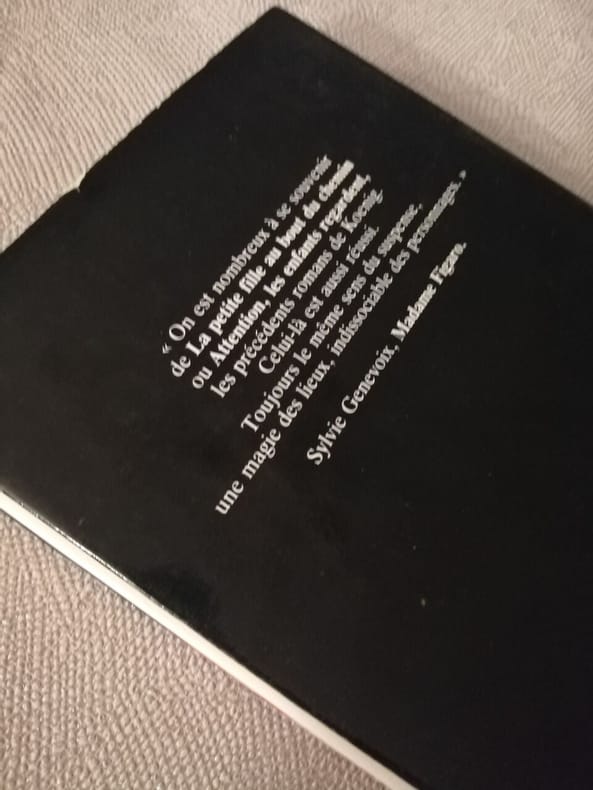 « On est nombreux à se souvenir
de La petite fille au bout du chemin
ou Attention, les enfants regardent,
les précédents romans de Koenig.
Celui-là est aussi réussi
Toujours le même sens du suspense,
une magie des lieux, indissociable des personnages. »
Sylvie Genevoix, Madame Figaro.